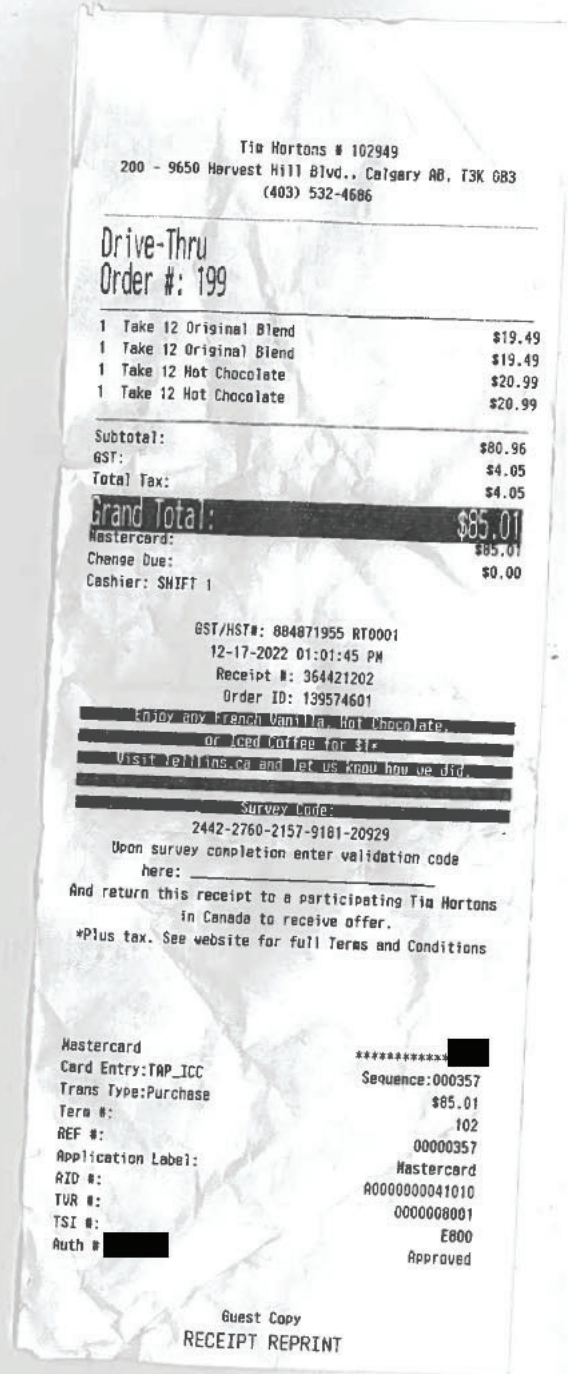 Tim Hortons # 102949
200 - 9650 Harvest Hill Blvd., Calgary AB, T3K 0B3
(403) 532-4686
Drive-Thru
Order #: 199
1 Take 12 Original Blend $19.49
1 Take 12 Original Blend $19.49
1 Take 12 Hot Chocolate $20.99
1 Take 12 Hot Chocolate $20.99
Subtotal: $80.96
GST: $4.05
Total Tax: $4.05
Grand Total: $85.01
Mastercard: $85.01
Change Due: $0.00
Cashier: SHIFT 1
GST/HST#: 884871955 RT0001
12-17-2022 01:01:45 PM
Receipt #: 364421202
Order ID: 139574601
Enjoy any French Vanilla, Hot Chocolate,
or Iced Coffee for $1*
Visit and let us know how we did.
Survey Code:
2442-2760-2157-9181-20929
Upon survey completion enter validation code
here:
And return this receipt to a participating Tim Hortons
in Canada to receive offer.
*Plus tax. See website for full Terms and Conditions
Mastercard ************
Card Entry:TAP_ICC Sequence:000357
Trans Type:Purchase $85.01
Term #: 102
REF #: 00000357
Application Label: Mastercard
AID #: A0000000041010
TVR #: 0000008001
TSI #: E800
Auth # Approved
Guest Copy
RECEIPT REPRINT